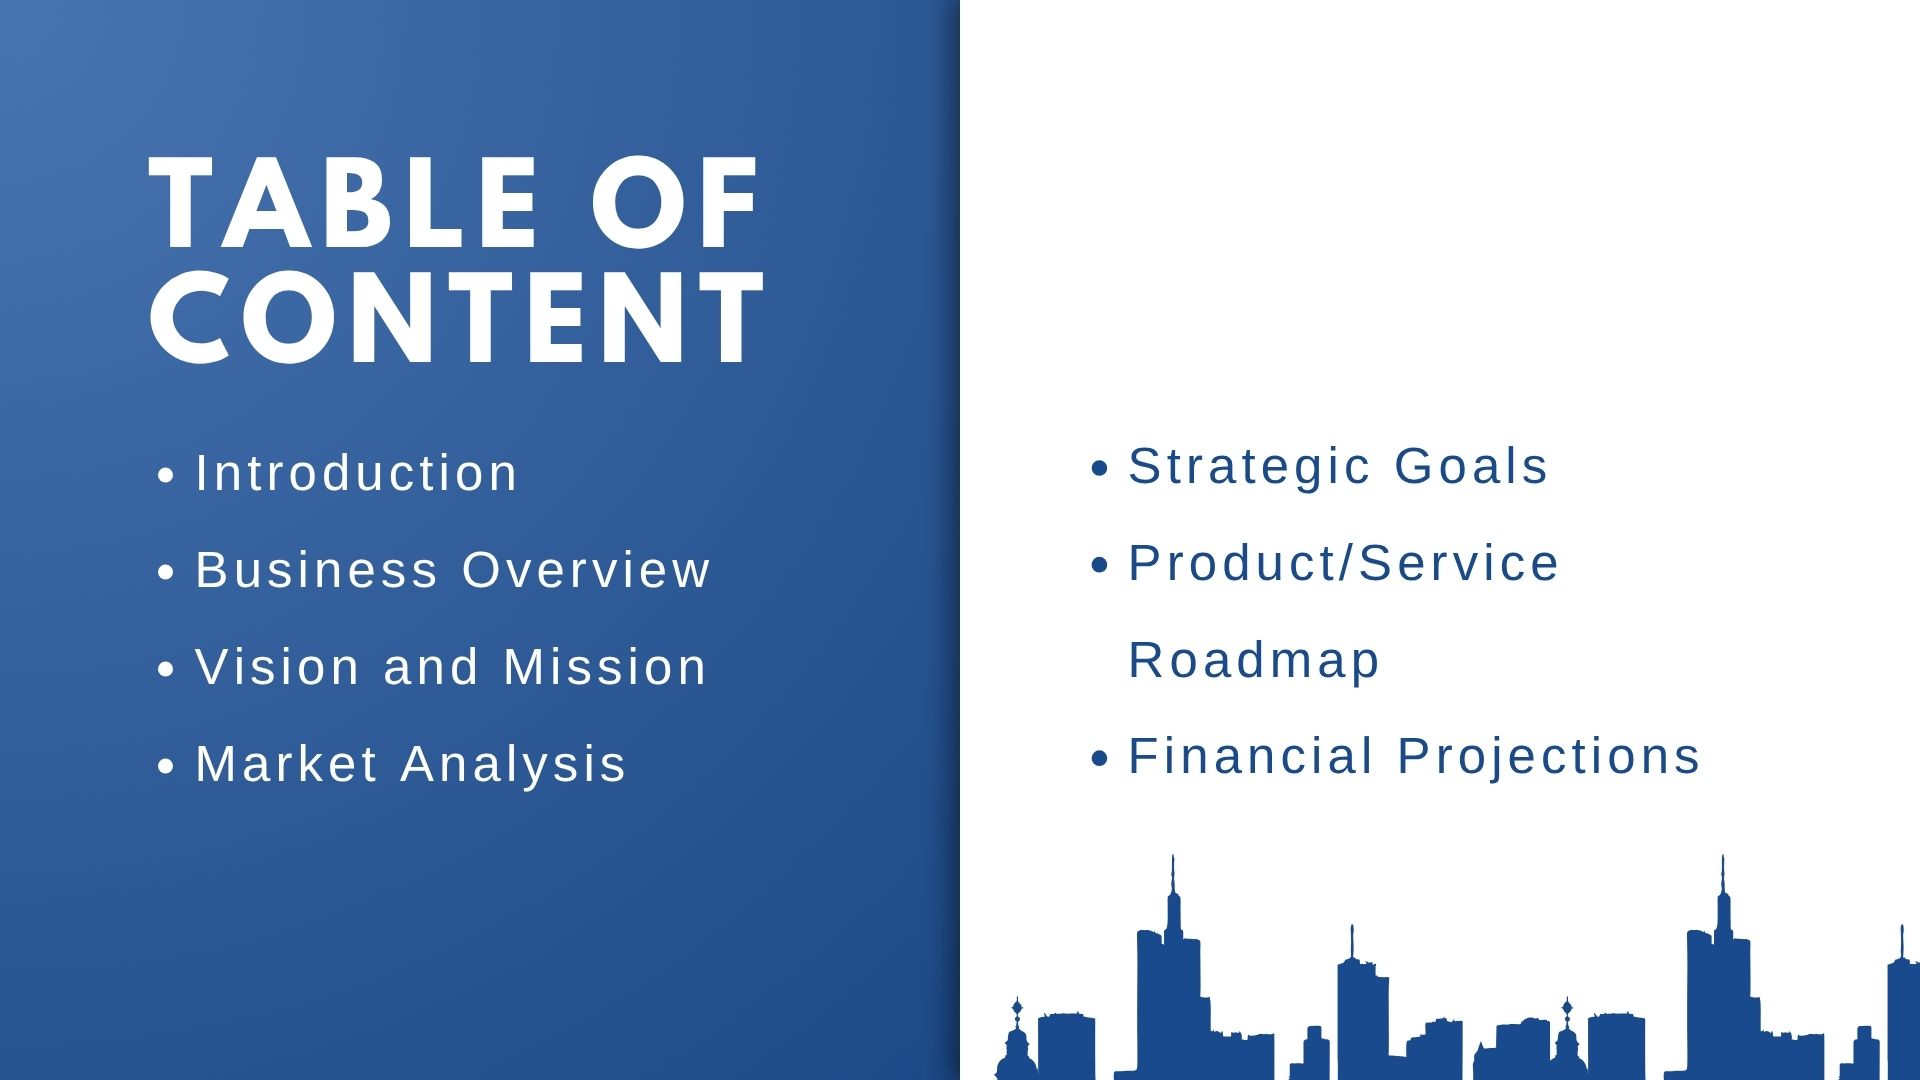 TABLE OF
CONTENT
• Introduction
• Business Overview
• Vision and Mission
• Market Analysis
• Strategic Goals
• Product/Service
Roadmap
• Financial Projections